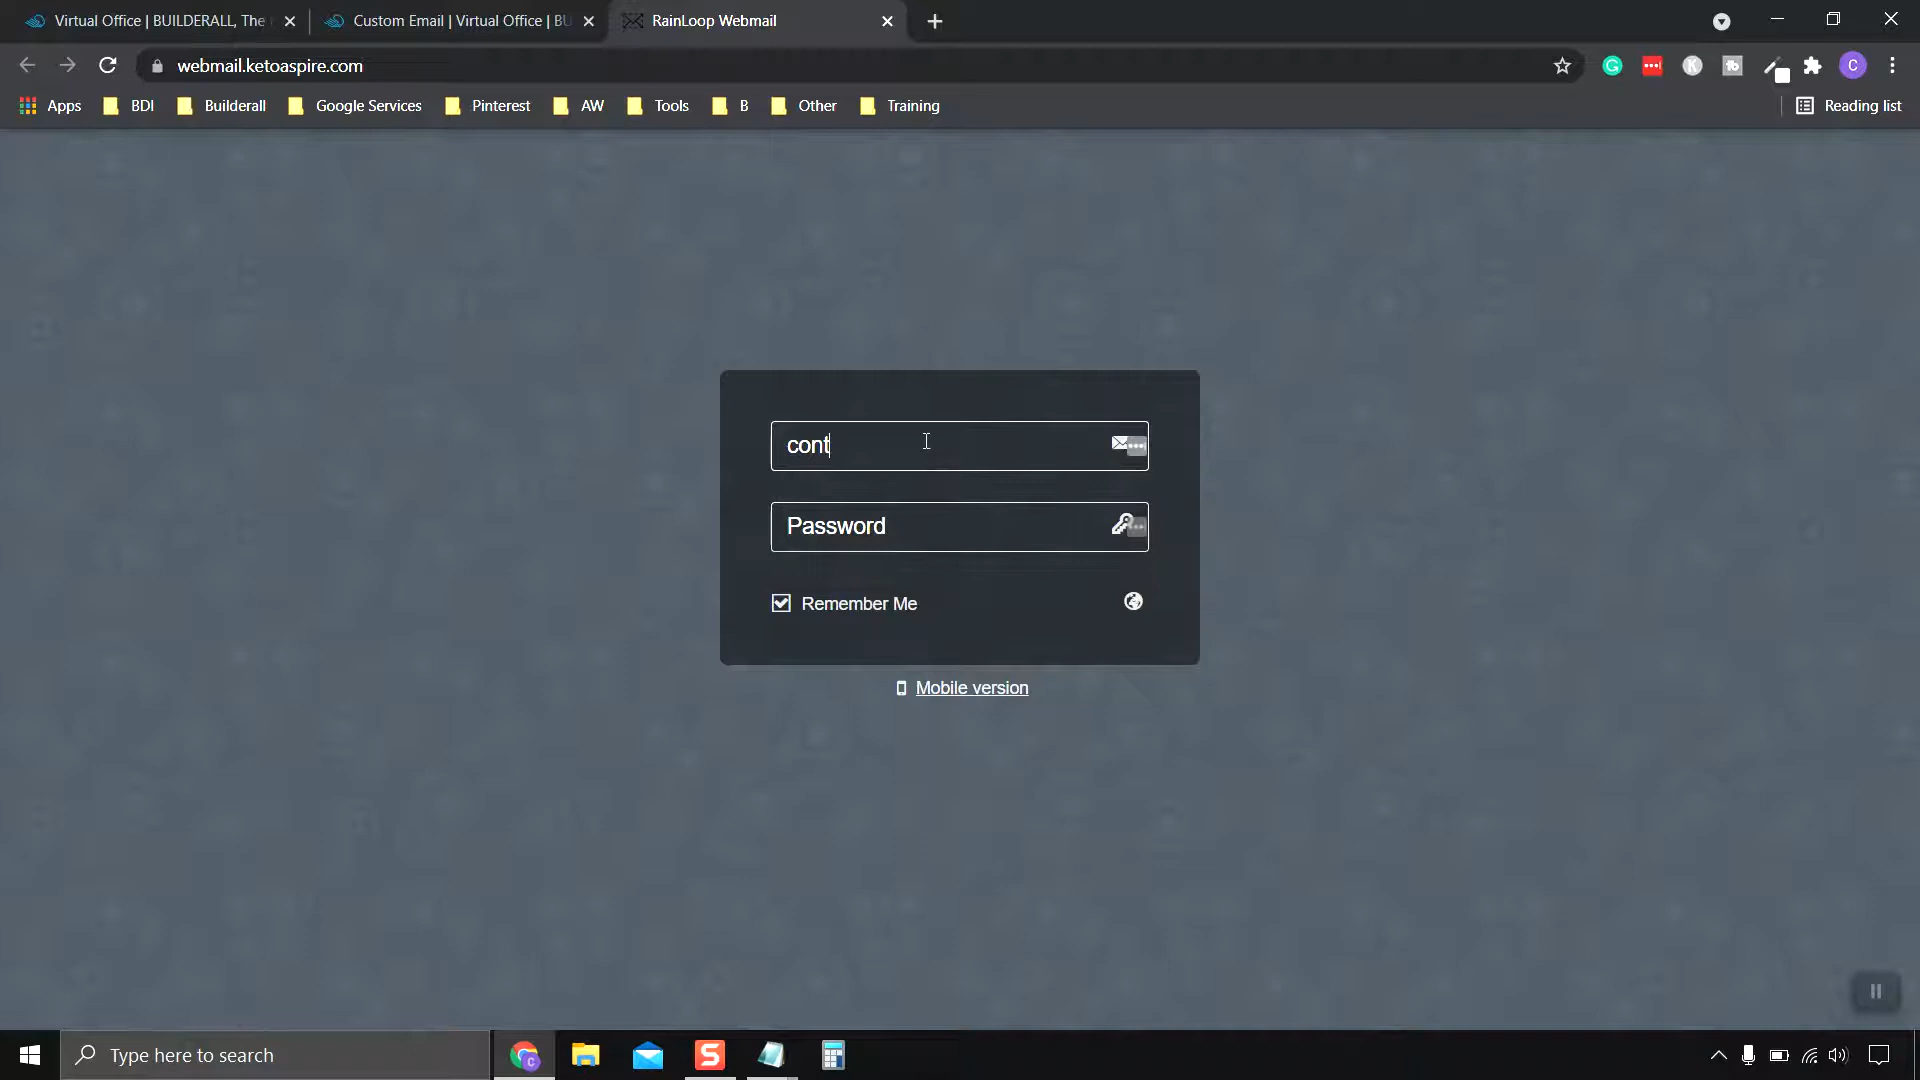 Virtual Office | BUILDERALL, The
Custom Email | Virtual Office | BU
RainLoop Webmail
webmail.ketoaspire.com
C
Apps
BDI
Builderall
Google Services
Pinterest
AW
Tools
B
Other
Training
Reading list
cont
Password
Remember Me
Mobile version
Type here to search